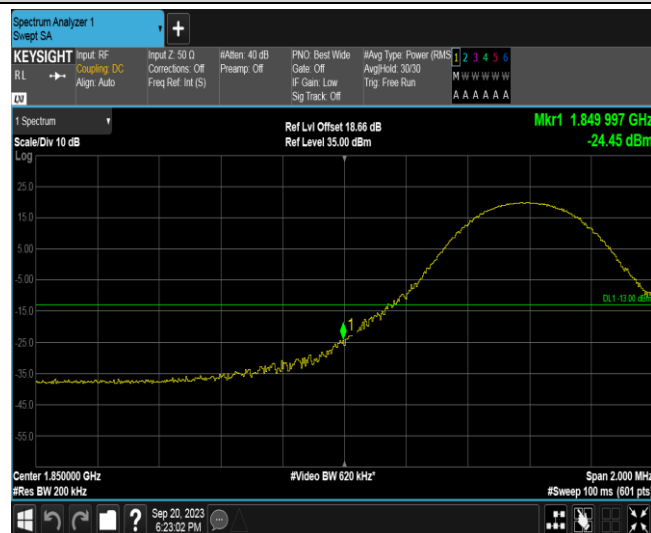 Spectrum Analyzer 1
Swept SA
+
KEYSIGHT
RL
LXI
Input: RF
Coupling: DC
Align: Auto
Input Z: 50 Ω
Corrections: Off
Freq Ref: Int (S)
#Atten: 40 dB
Preamp: Off
PNO: Best Wide
Gate: Off
IF Gain: Low
Sig Track: Off
#Avg Type: Power (RMS
Avg|Hold: 30/30
Trig: Free Run
1 2 3 4 5 6
M W W W W W
A A A A A A
1 Spectrum
Scale/Div 10 dB
Log
Ref Lvl Offset 18.66 dB
Ref Level 35.00 dBm
Mkr1 1.849 997 GHz
-24.45 dBm
25.0
15.0
5.00
-5.00
DL1 -13.00 dBm
-15.0
1
-25.0
-35.0
-45.0
-55.0
Center 1.850000 GHz
#Res BW 200 kHz
#Video BW 620 kHz*
Span 2.000 MHz
#Sweep 100 ms (601 pts)
?
Sep 20, 2023
6:23:02 PM